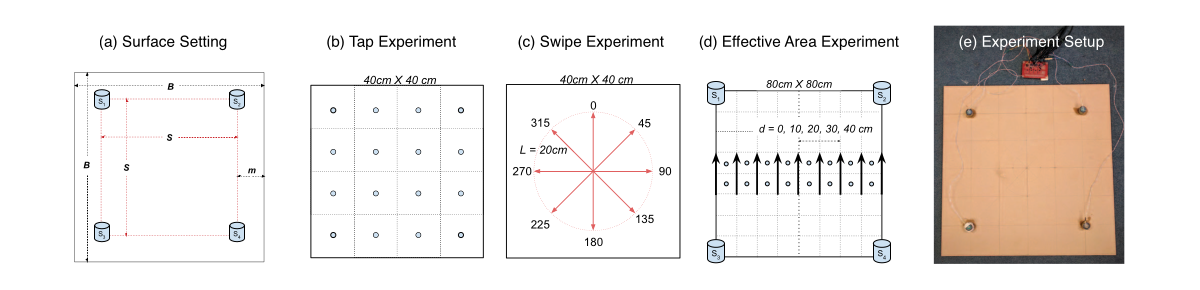 (a) Surface Setting
(b) Tap Experiment
(c) Swipe Experiment
(d) Effective Area Experiment
(e) Experiment Setup
B
S1
S2
S
B
S
m
S3
S4
40cm X 40 cm
40cm X 40 cm
0
315
45
L = 20cm
270
90
225
135
180
80cm X 80cm
S1
S2
d = 0, 10, 20, 30, 40 cm
S3
S4